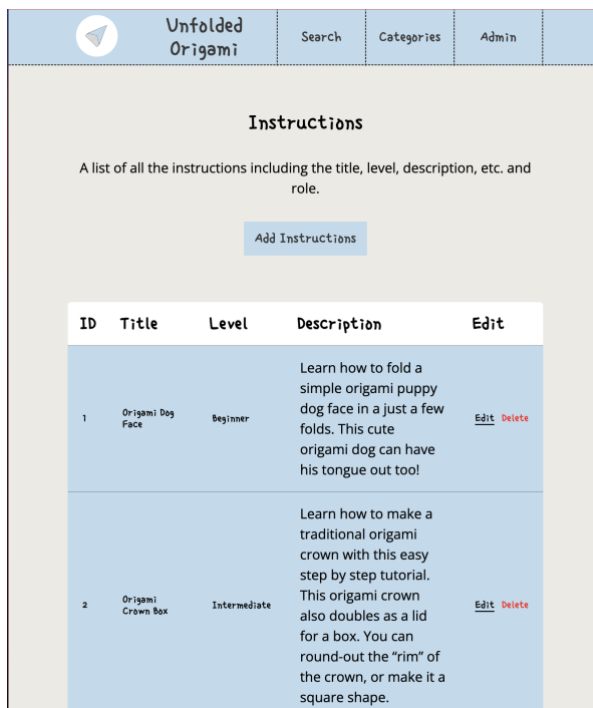 Unfolded
Origami
Search
Categories
Admin
Instructions
A list of all the instructions including the title, level, description, etc. and
role.
Add Instructions
ID Title Level Description Edit
1
Origami Dog
Face
Beginner
Learn how to fold a
simple origami puppy
dog face in a just a few
folds. This cute
origami dog can have
his tongue out too!
Edit Delete
2
Origami
Crown Box
Intermediate
Learn how to make a
traditional origami
crown with this easy
step by step tutorial.
This origami crown
also doubles as a lid
for a box. You can
round-out the “rim” of
the crown, or make it a
square shape.
Edit Delete